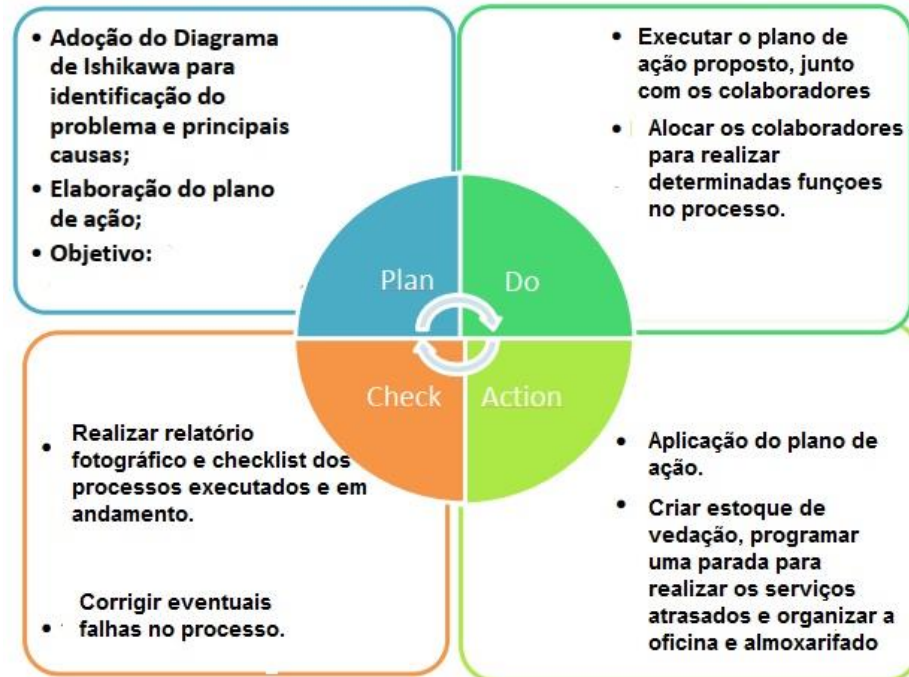 • Adoção do Diagrama
de Ishikawa para
identificação do
problema e principais
causas;
• Elaboração do plano
de ação;
• Objetivo:
• Executar o plano de
ação proposto, junto
com os colaboradores
• Alocar os colaboradores
para realizar
determinadas funçoes
no processo.
Plan
Do
Check
Action
• Realizar relatório
fotográfico e checklist dos
processos executados e em
andamento.
• Corrigir eventuais
falhas no processo.
• Aplicação do plano de
ação.
• Criar estoque de
vedação, programar
uma parada para
realizar os serviços
atrasados e organizar a
oficina e almoxarifado